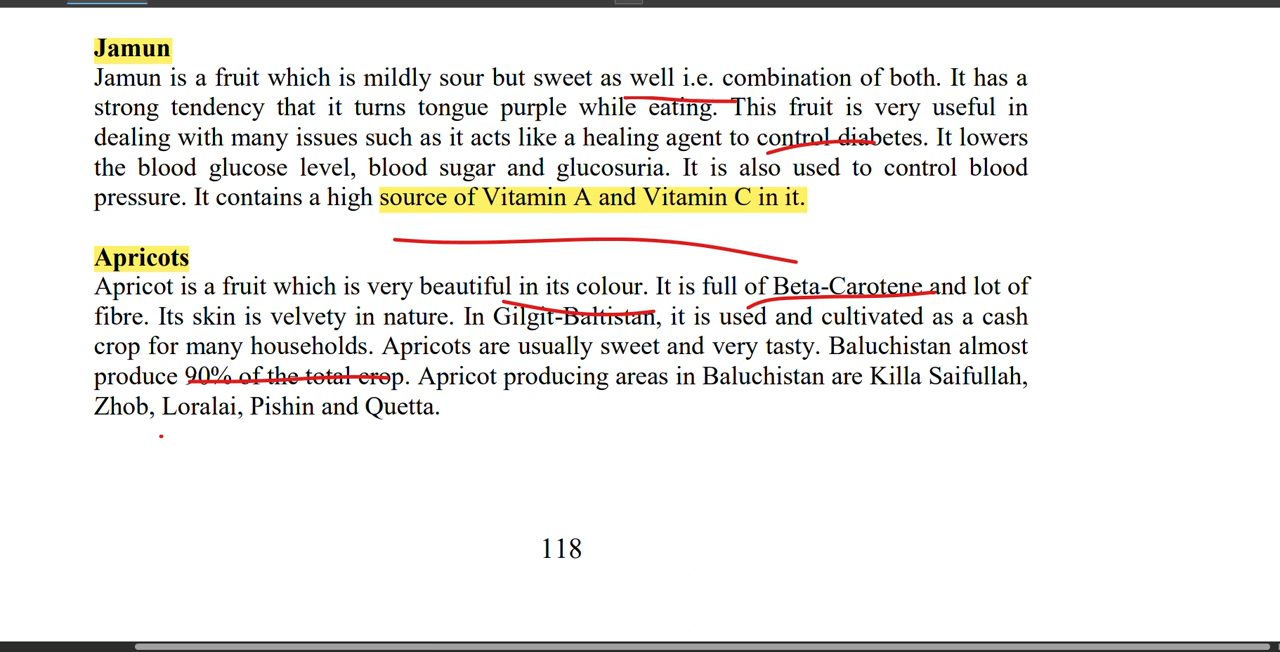 Jamun
Jamun is a fruit which is mildly sour but sweet as well i.e. combination of both. It has a
strong tendency that it turns tongue purple while eating. This fruit is very useful in
dealing with many issues such as it acts like a healing agent to control diabetes. It lowers
the blood glucose level, blood sugar and glucosuria. It is also used to control blood
pressure. It contains a high source of Vitamin A and Vitamin C in it.
Apricots
Apricot is a fruit which is very beautiful in its colour. It is full of Beta-Carotene and lot of
fibre. Its skin is velvety in nature. In Gilgit-Baltistan, it is used and cultivated as a cash
crop for many households. Apricots are usually sweet and very tasty. Baluchistan almost
produce 90% of the total crop. Apricot producing areas in Baluchistan are Killa Saifullah,
Zhob, Loralai, Pishin and Quetta.
118